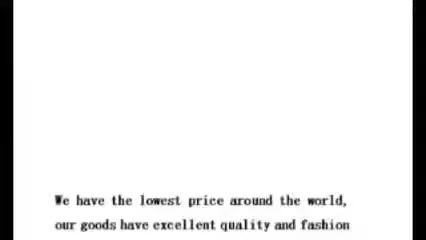 We have the lowest price around the world,
our goods have excellent quality and fashion